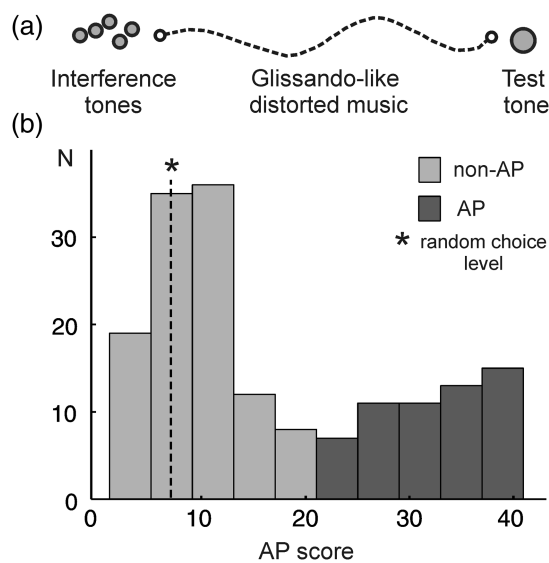 (a)
Interference
tones
Glissando-like
distorted music
Test
tone
(b)
N
*
non-AP
AP
* random choice
level
30
20
10
0
0 10 20 30 40
AP score